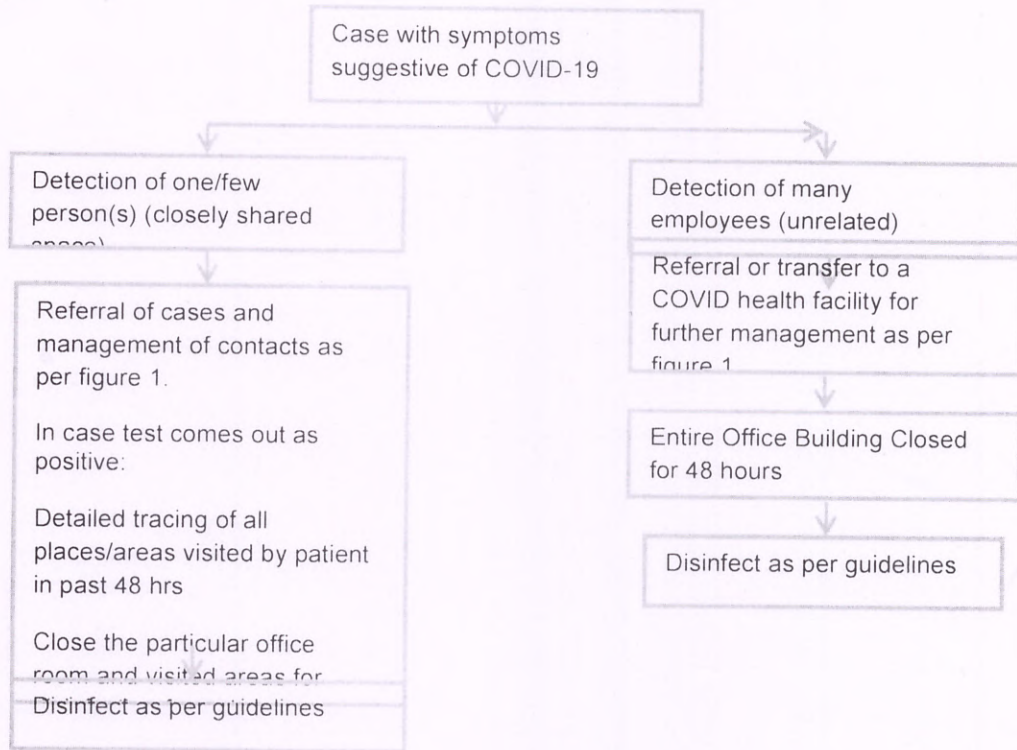 Case with symptoms
suggestive of COVID-19
Detection of one/few
person(s) (closely shared
Referral of cases and
management of contacts as
per figure 1.
In case test comes out as
positive:
Detailed tracing of all
places/areas visited by patient
in past 48 hrs
Close the particular office
room and visited areas for
Disinfect as per guidelines
Detection of many
employees (unrelated)
Referral or transfer to a
COVID health facility for
further management as per
figure 1
Entire Office Building Closed
for 48 hours
Disinfect as per guidelines